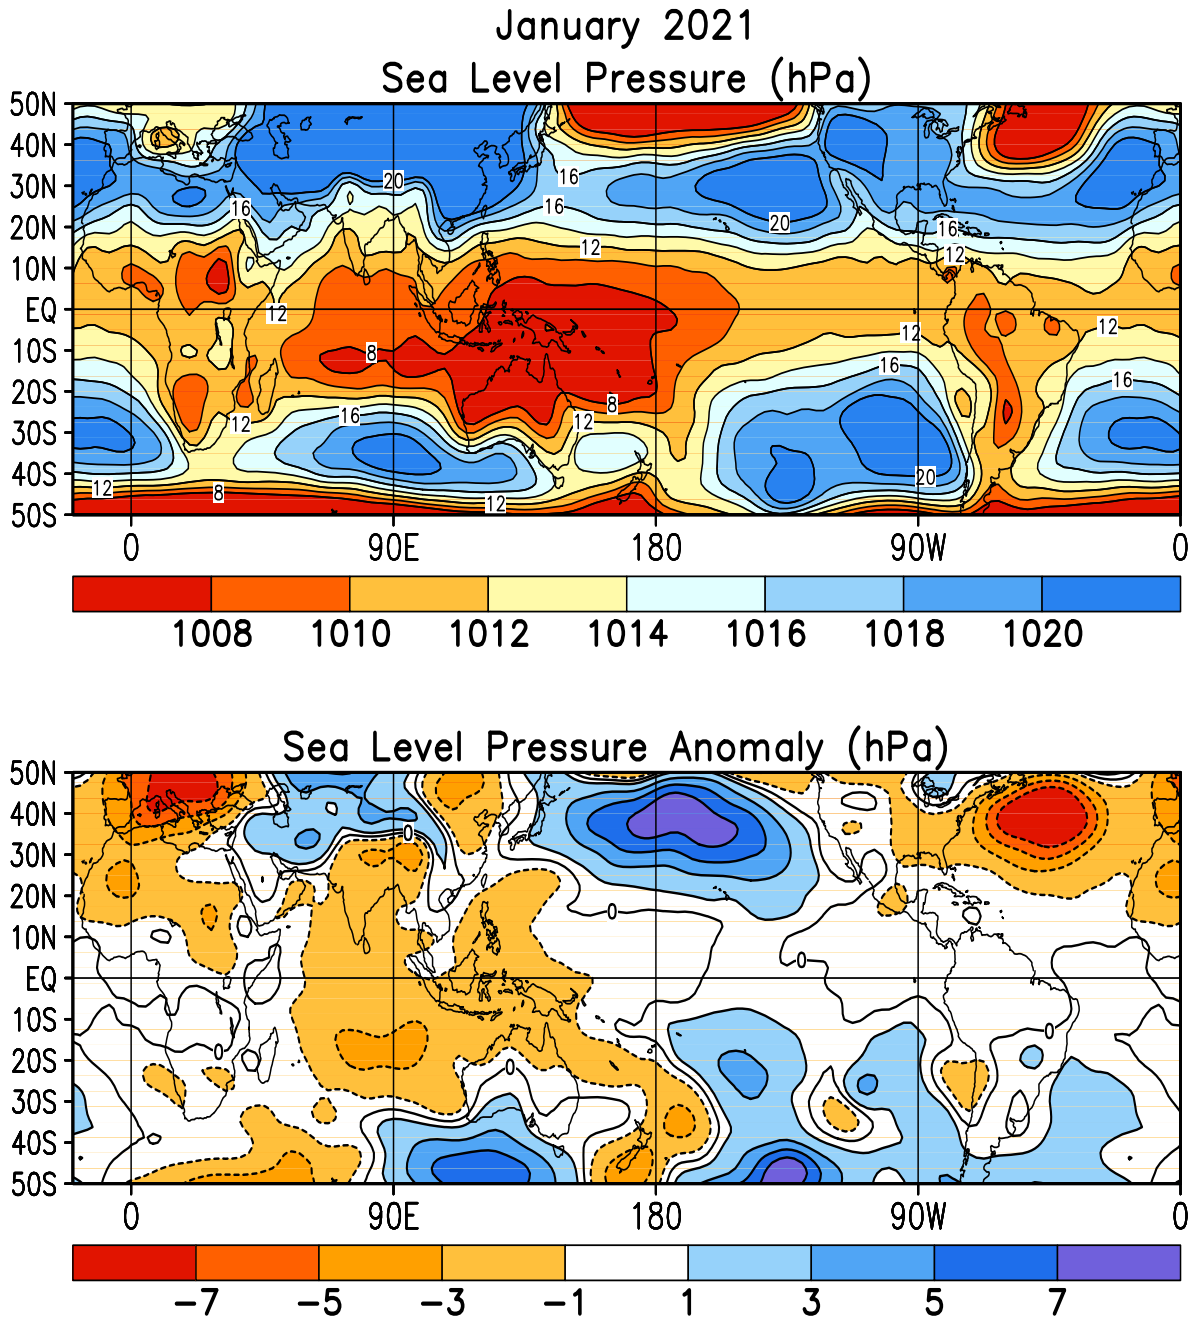 January 2021
Sea Level Pressure (hPa)
50N
40N
30N
20N
10N
EQ
10S
20S
30S
40S
50S
20
16
16
16
20
16
12
12
12
12
12
8
16
16
16
8
12
12
20
12
8
12
0
90E
180
90W
0
1008 1010 1012 1014 1016 1018 1020
Sea Level Pressure Anomaly (hPa)
50N
40N
30N
20N
10N
EQ
10S
20S
30S
40S
50S
0
0
0
0
0
0
0
90E
180
90W
0
−7 −5 −3 −1 1 3 5 7